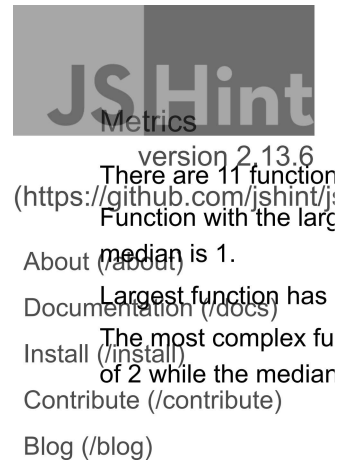 JSHint
Metrics
version 2.13.6
There are 11 function
(https://github.com/jshint/js
Function with the larg
median is 1.
About (/about)
Largest function has
Documentation (/docs)
The most complex fu
Install (/install)
of 2 while the median
Contribute (/contribute)
Blog (/blog)